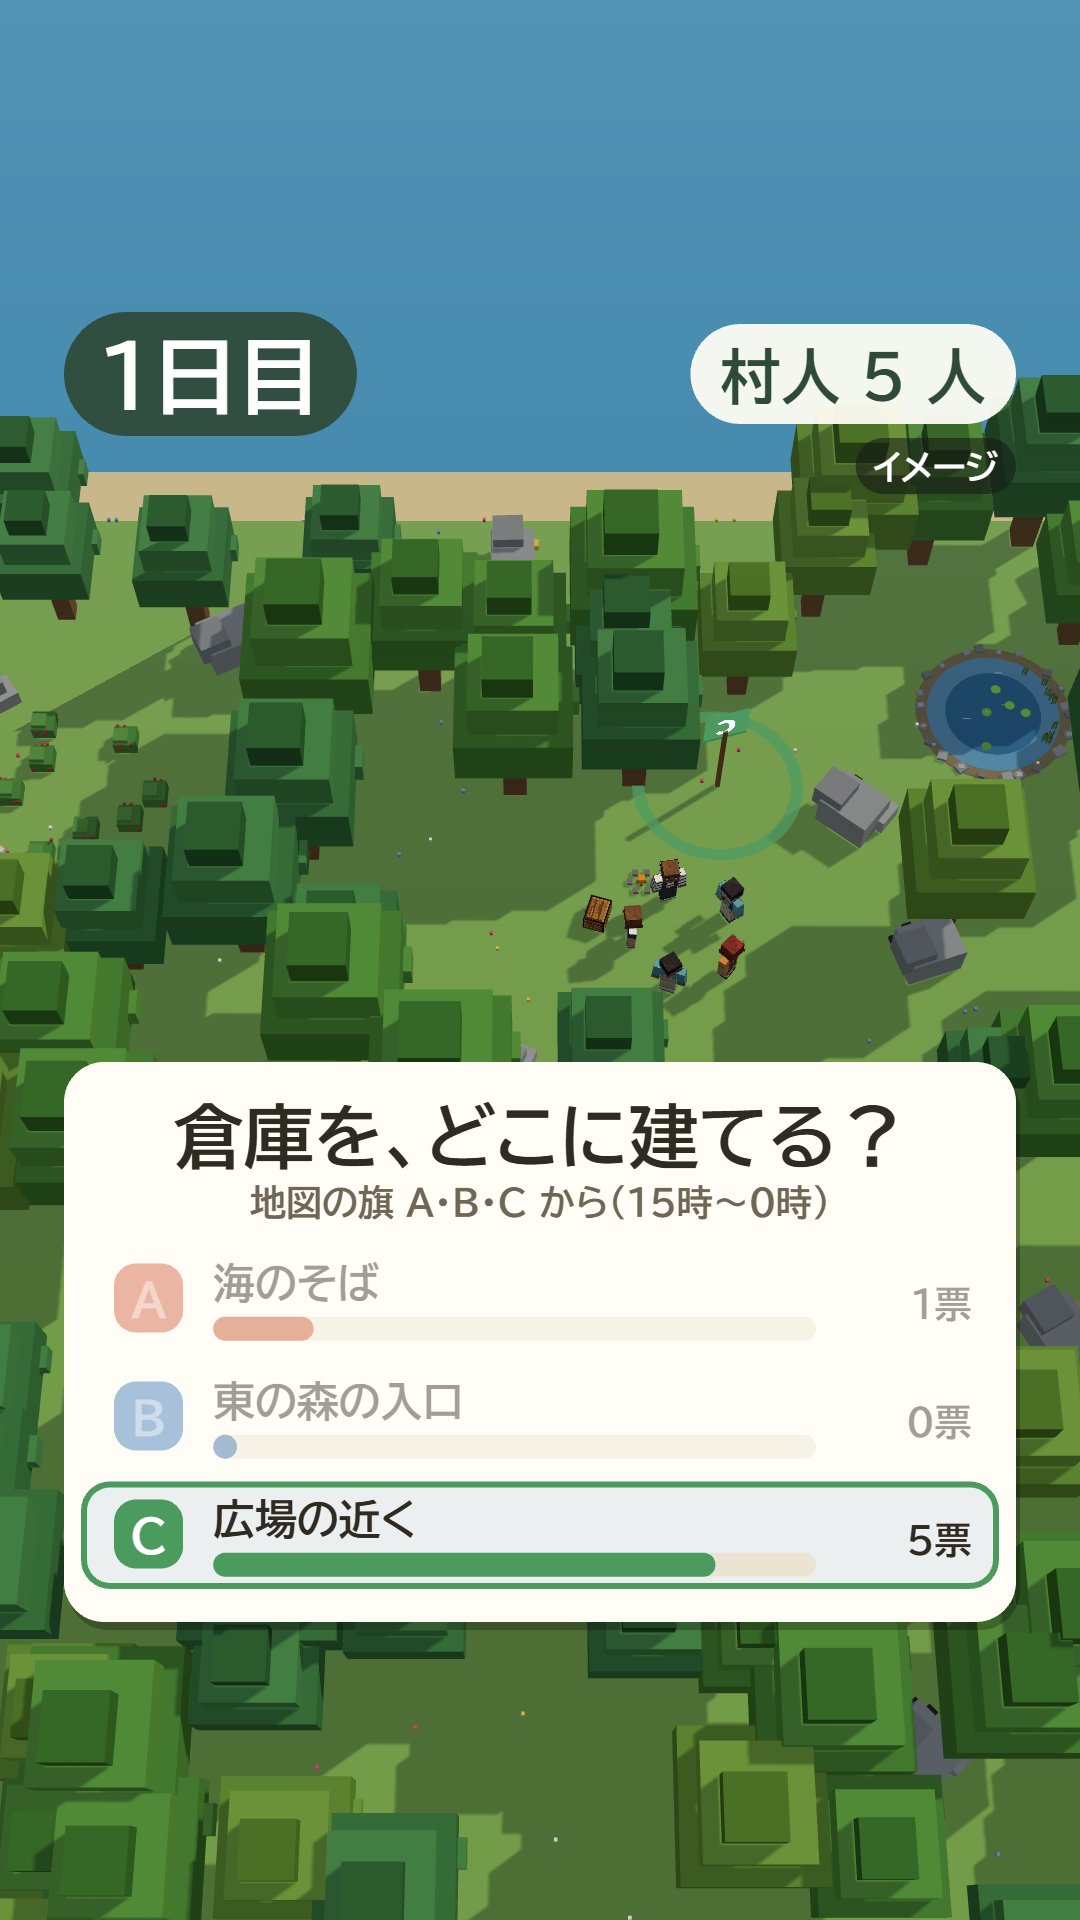 1日目
村人 5 人
イメージ
倉庫を、どこに建てる？
地図の旗 A・B・C から（15時〜0時）
A 海のそば 1票
B 東の森の入口 0票
C 広場の近く 5票